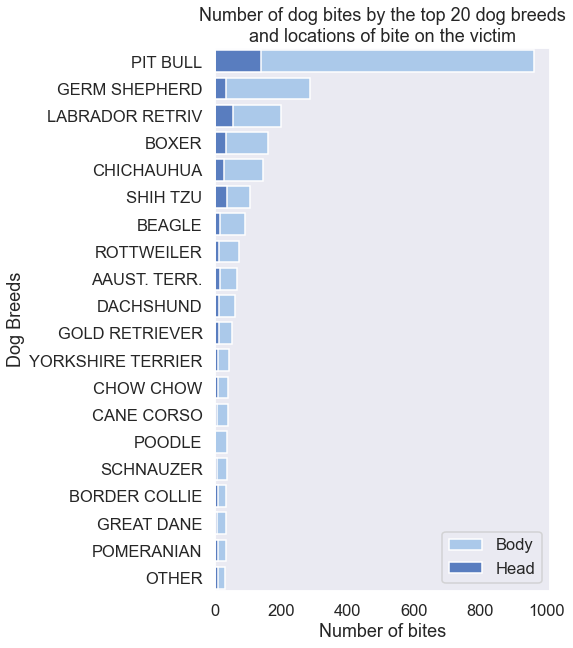 Number of dog bites by the top 20 dog breeds
and locations of bite on the victim
Dog Breeds
PIT BULL
GERM SHEPHERD
LABRADOR RETRIV
BOXER
CHICHAUHUA
SHIH TZU
BEAGLE
ROTTWEILER
AAUST. TERR.
DACHSHUND
GOLD RETRIEVER
YORKSHIRE TERRIER
CHOW CHOW
CANE CORSO
POODLE
SCHNAUZER
BORDER COLLIE
GREAT DANE
POMERANIAN
OTHER
Body
Head
0 200 400 600 800 1000
Number of bites